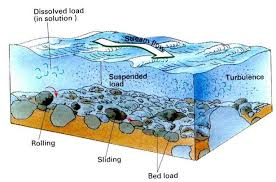 Dissolved load
(in solution)
Stream flow
Suspended
load
Turbulence
Rolling
Sliding
Bed load